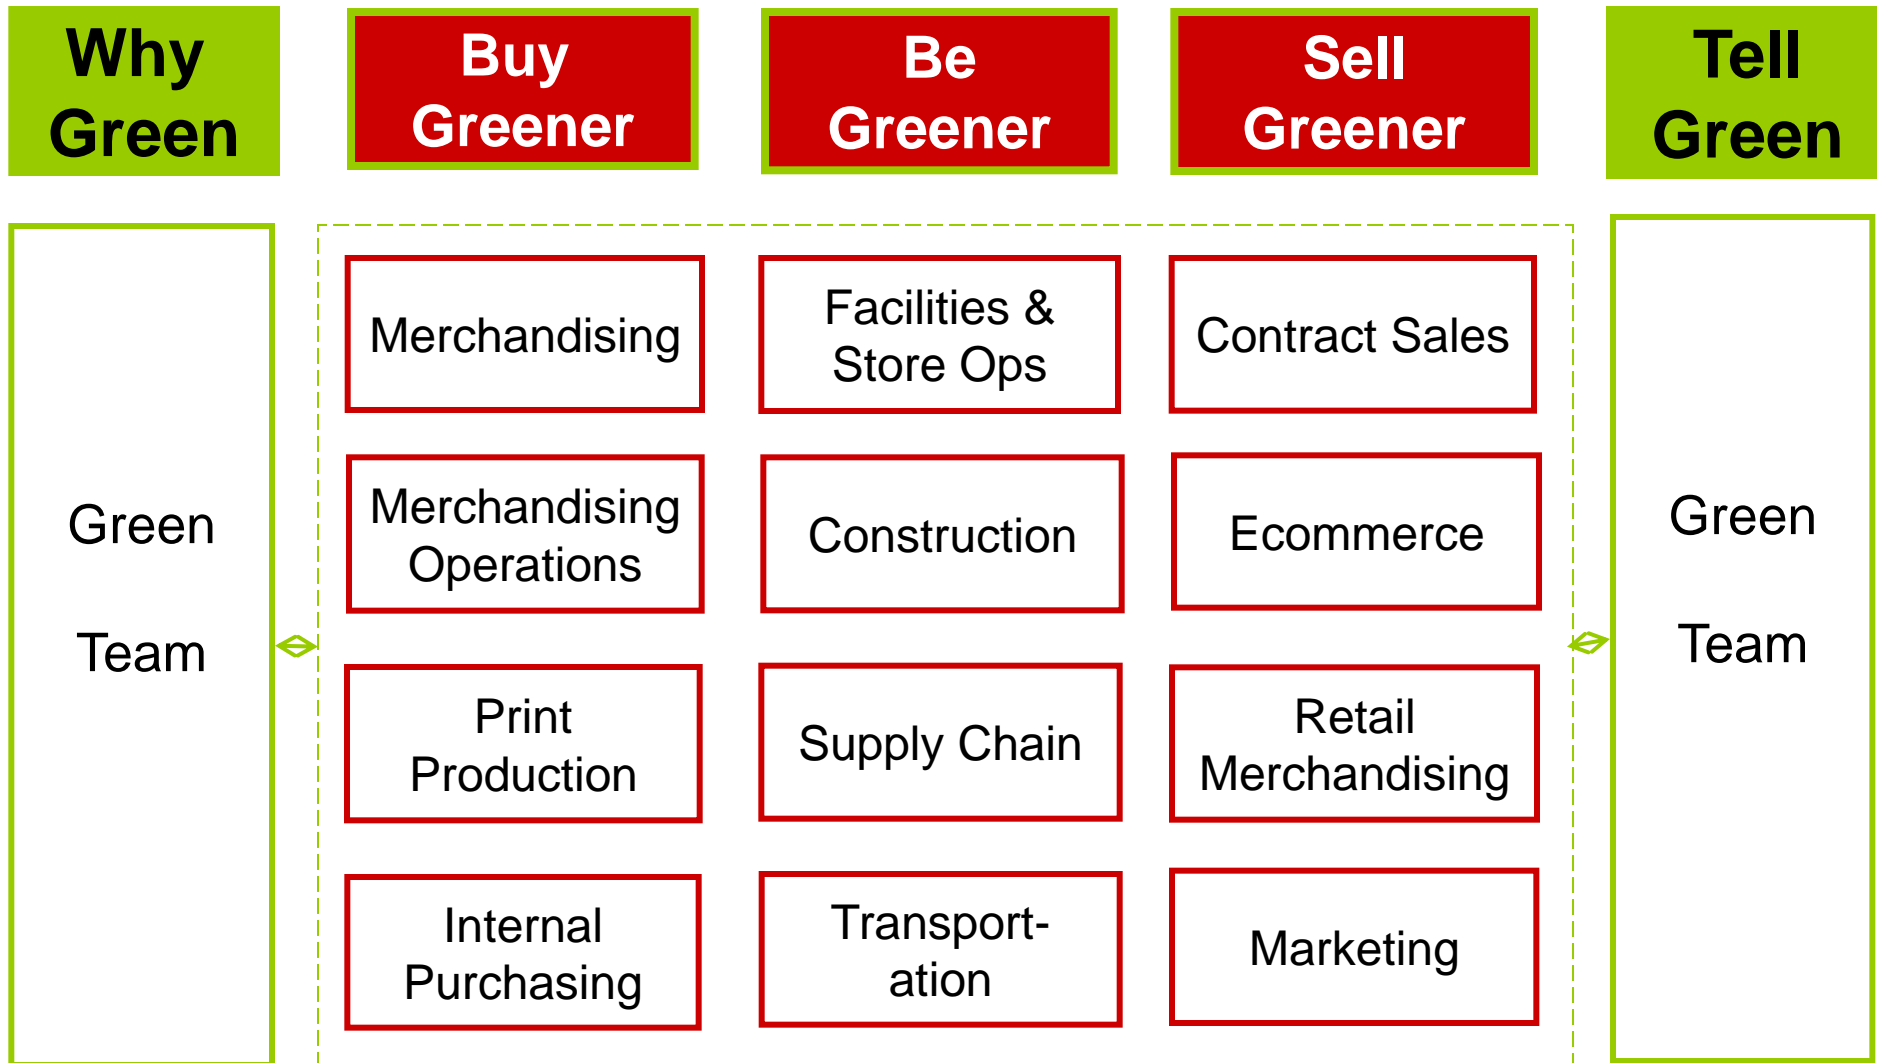 Why
Green
Buy
Greener
Be
Greener
Sell
Greener
Tell
Green
Green
Team
Merchandising
Facilities &
Store Ops
Contract Sales
Merchandising
Operations
Construction
Ecommerce
Print
Production
Supply Chain
Retail
Merchandising
Internal
Purchasing
Transport-
ation
Marketing
Green
Team